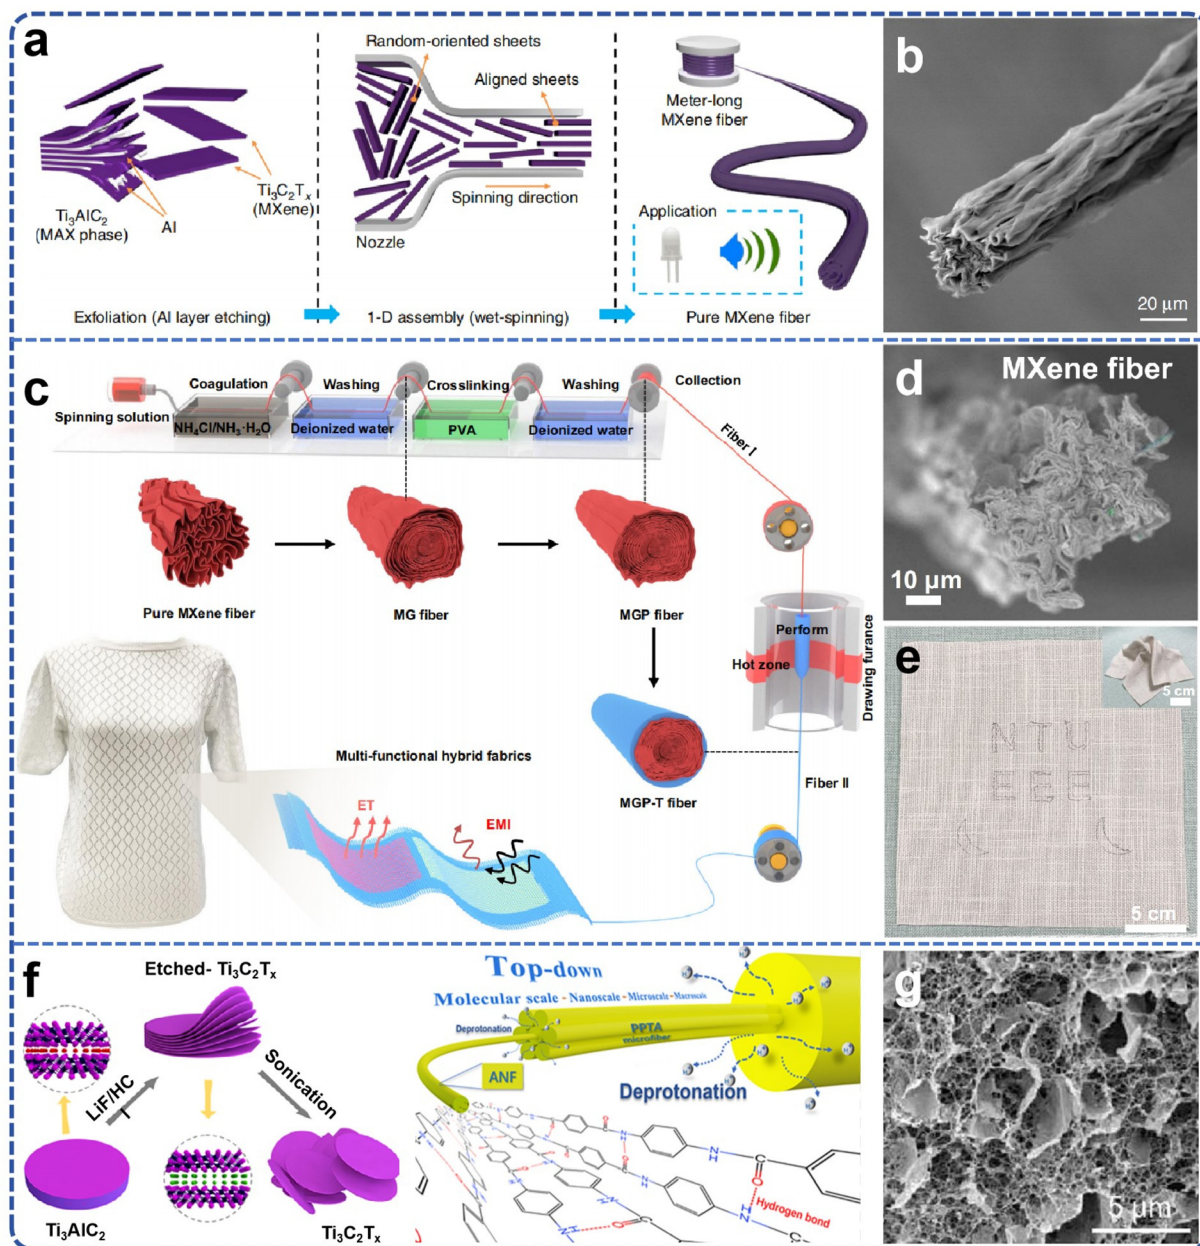 a
Random-oriented sheets
Aligned sheets
Ti₃AlC₂
(MAX phase)
Al
Ti₃C₂Tₓ
(MXene)
Nozzle
Spinning direction
Meter-long
MXene fiber
Application
Exfoliation (Al layer etching)
1-D assembly (wet-spinning)
Pure MXene fiber
b
20 μm
c
Spinning solution
Coagulation
Washing
Crosslinking
Washing
Collection
NH₄Cl/NH₃·H₂O
Deionized water
PVA
Deionized water
Fiber I
Pure MXene fiber
MG fiber
MGP fiber
Perform
Hot zone
Drawing furance
Multi-functional hybrid fabrics
ET
EMI
MGP-T fiber
Fiber II
d
MXene fiber
10 μm
e
5 cm
NTU
EEE
5 cm
f
Etched- Ti₃C₂Tₓ
LiF/HC
l
Sonication
Ti₃AlC₂
Ti₃C₂Tₓ
Top-down
Molecular scale - Nanoscale - Microscale - Macroscale
Deprotonation
PPTA
microfiber
ANF
Deprotonation
Hydrogen bond
g
5 μm